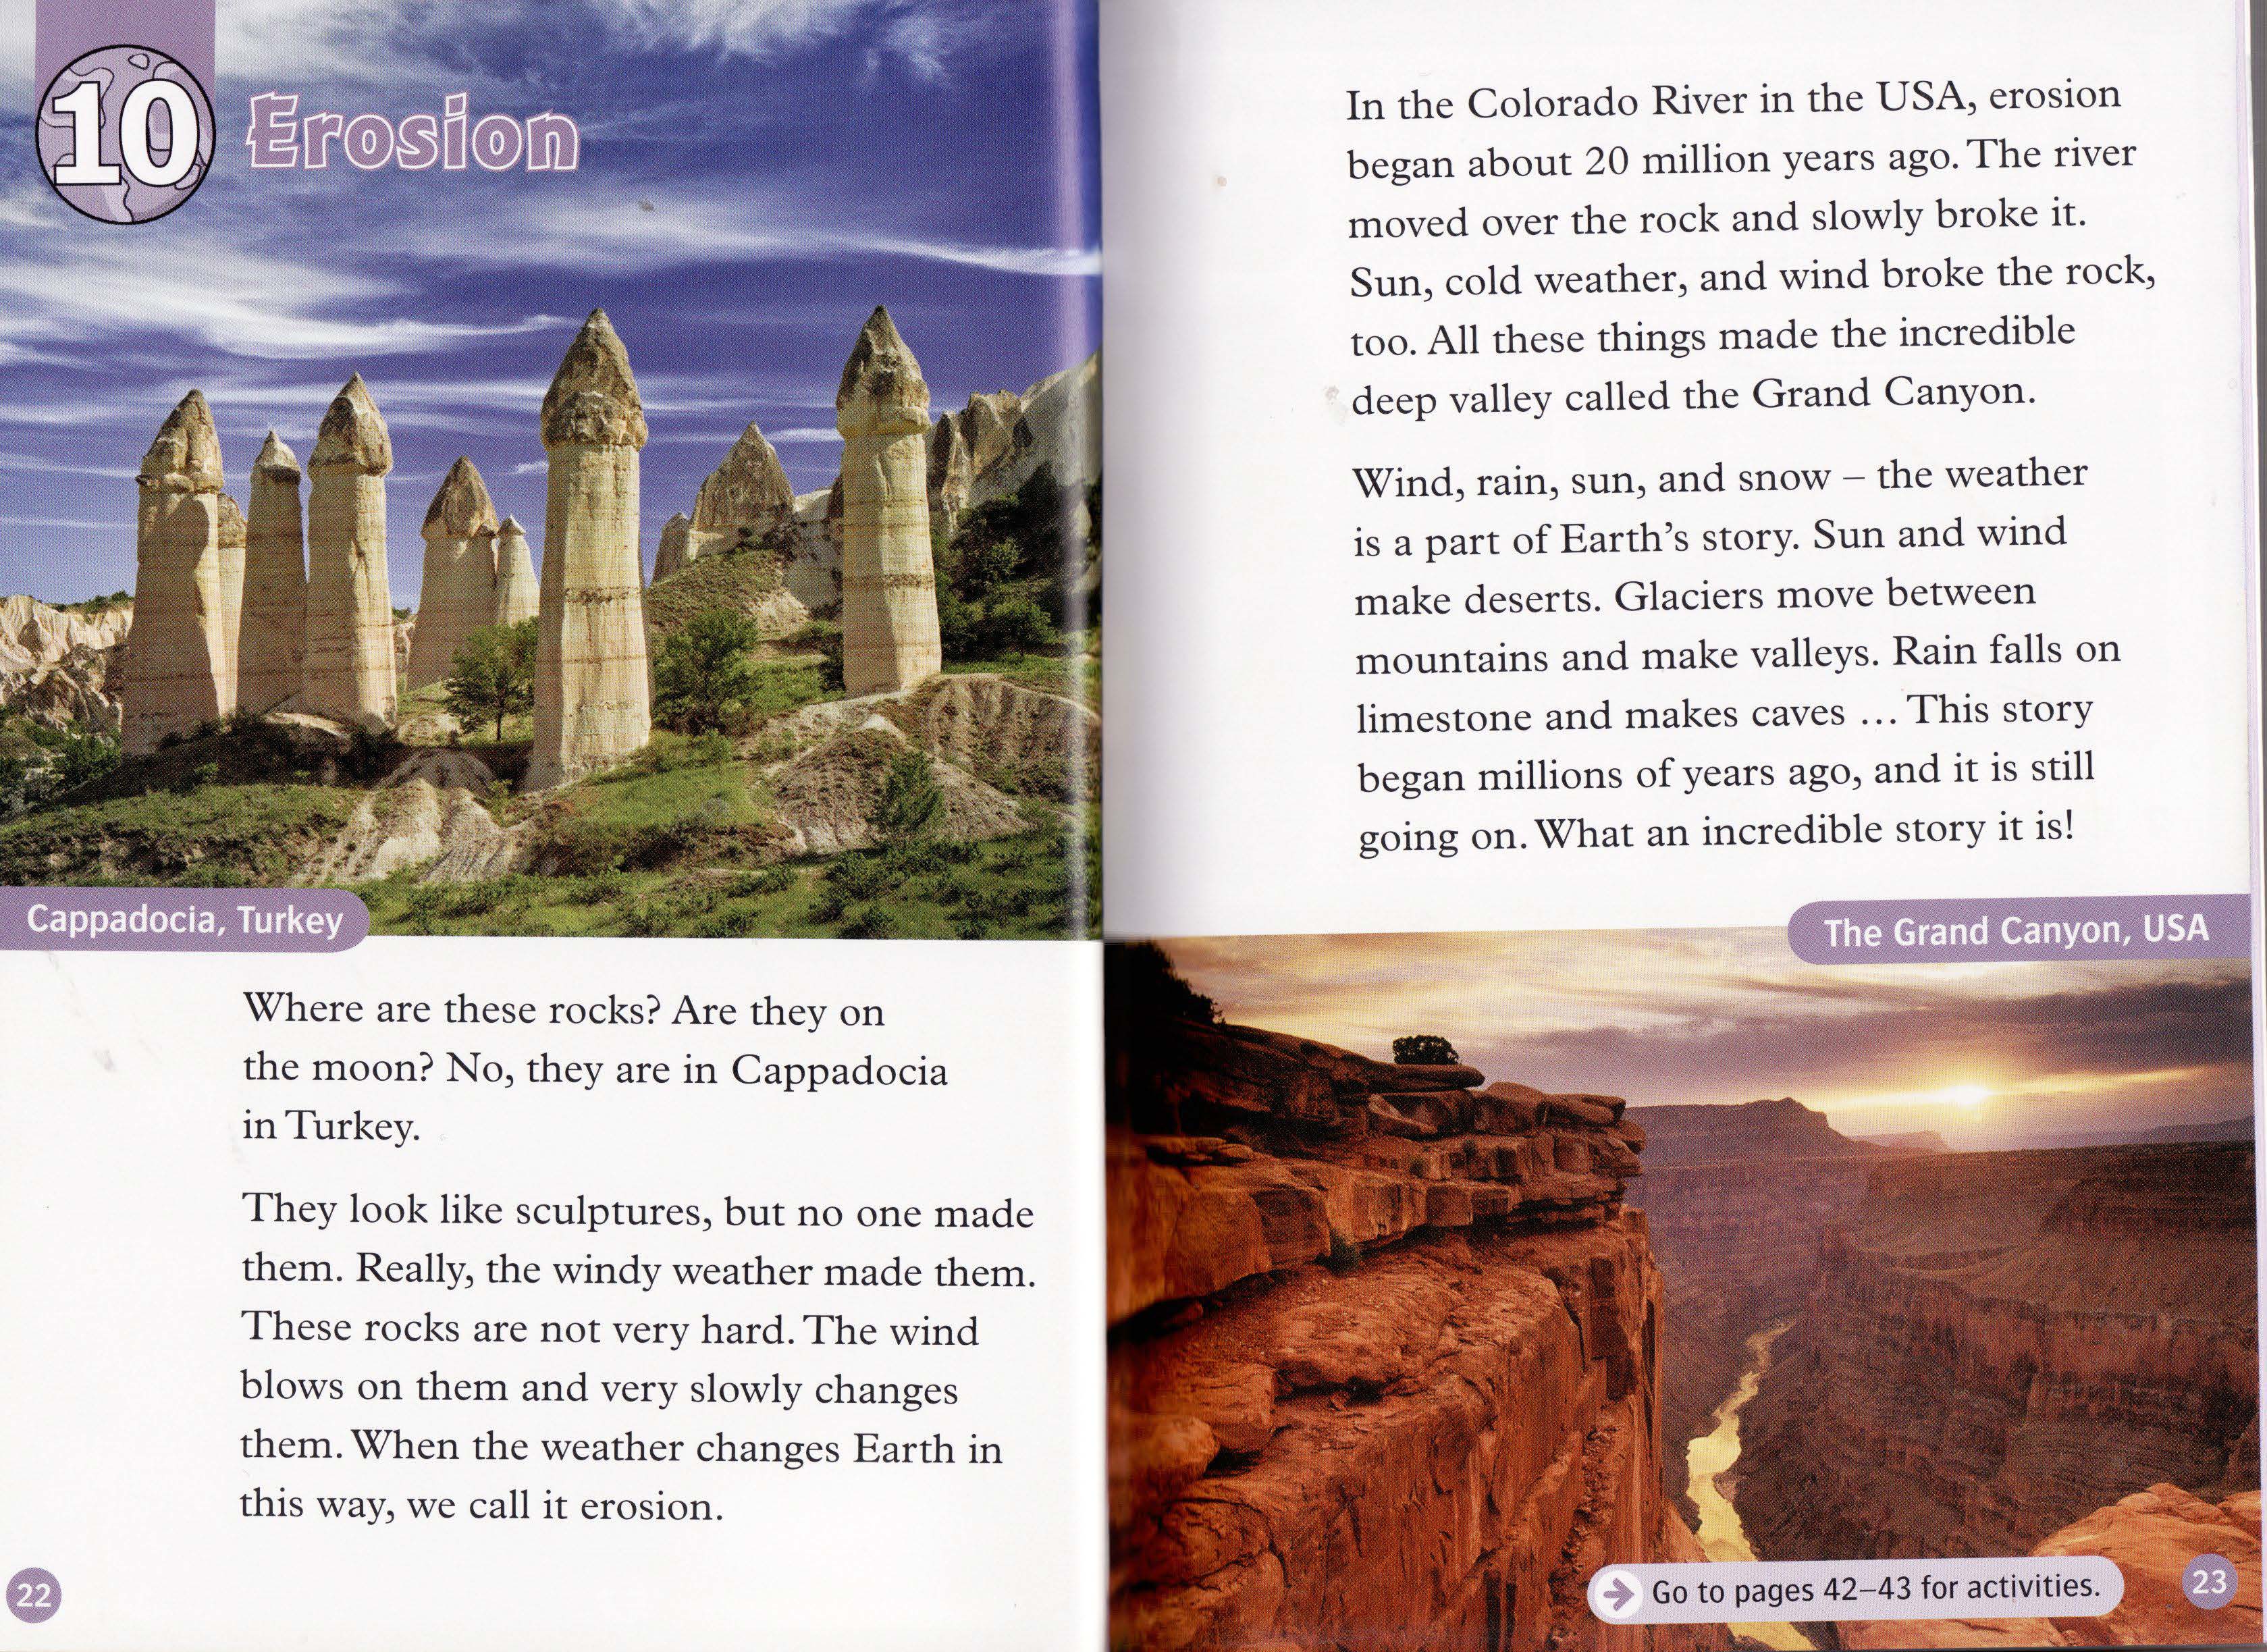 10
Erosion
Cappadocia, Turkey
Where are these rocks? Are they on
the moon? No, they are in Cappadocia
in Turkey.
They look like sculptures, but no one made
them. Really, the windy weather made them.
These rocks are not very hard. The wind
blows on them and very slowly changes
them. When the weather changes Earth in
this way, we call it erosion.
22
In the Colorado River in the USA, erosion
began about 20 million years ago. The river
moved over the rock and slowly broke it.
Sun, cold weather, and wind broke the rock,
too. All these things made the incredible
deep valley called the Grand Canyon.
Wind, rain, sun, and snow – the weather
is a part of Earth's story. Sun and wind
make deserts. Glaciers move between
mountains and make valleys. Rain falls on
limestone and makes caves … This story
began millions of years ago, and it is still
going on. What an incredible story it is!
The Grand Canyon, USA
Go to pages 42–43 for activities.
23